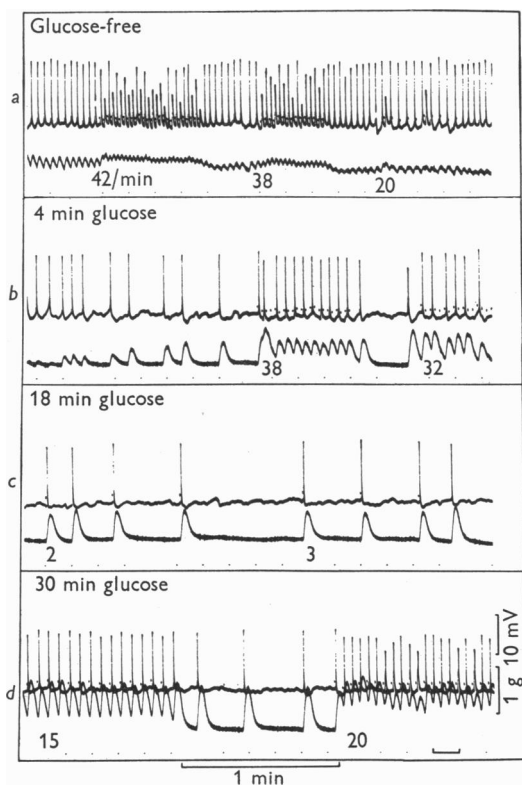 Glucose-free
a
42/min 38 20
4 min glucose
b
38 32
18 min glucose
c
2 3
30 min glucose
d
10 mV
1 g
15 20
1 min